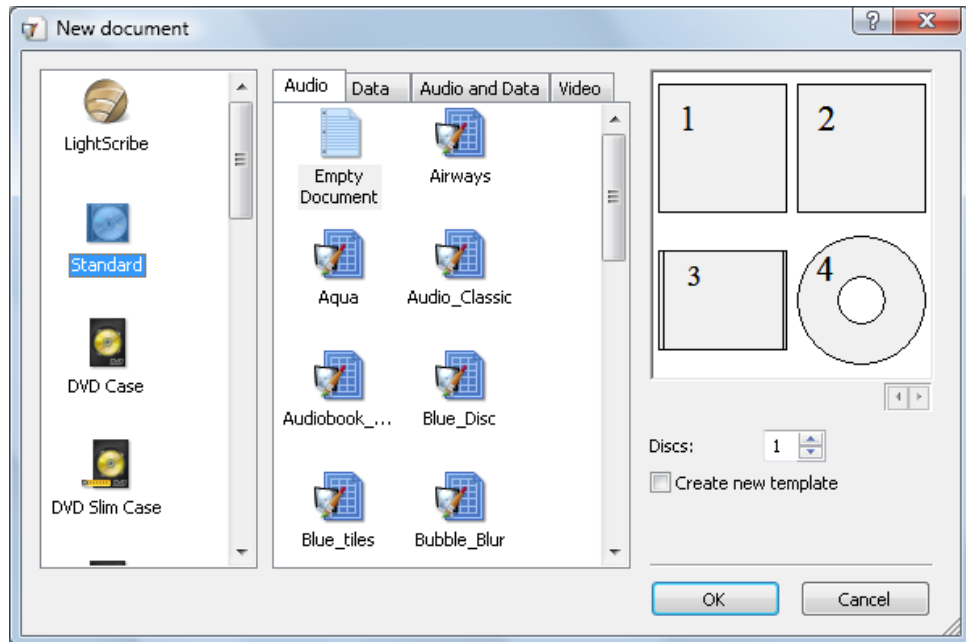 New document
LightScribe
Standard
DVD Case
DVD Slim Case
Audio Data Audio and Data Video
Empty Document
Airways
Aqua
Audio_Classic
Audiobook_...
Blue_Disc
Blue_tiles
Bubble_Blur
1 2
3 4
Discs: 1
Create new template
OK Cancel